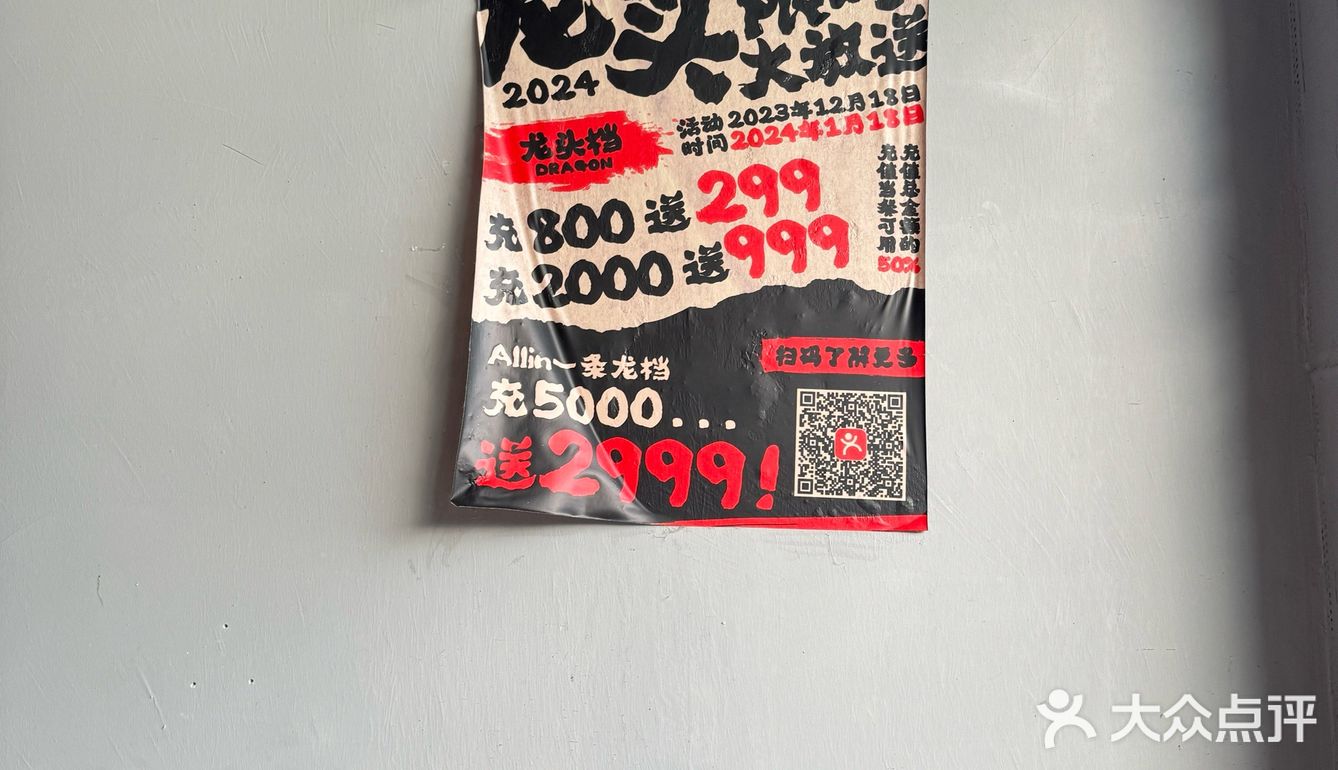 龙头
大放送
2024
活动 2023年12月18日
时间 2024年1月18日
龙头档
DRAGON
充800送299
充2000送999
充值总金额的50%
充值当桌可用
Allin一条龙档
充5000...
送2999!
扫码了解更多
大众点评